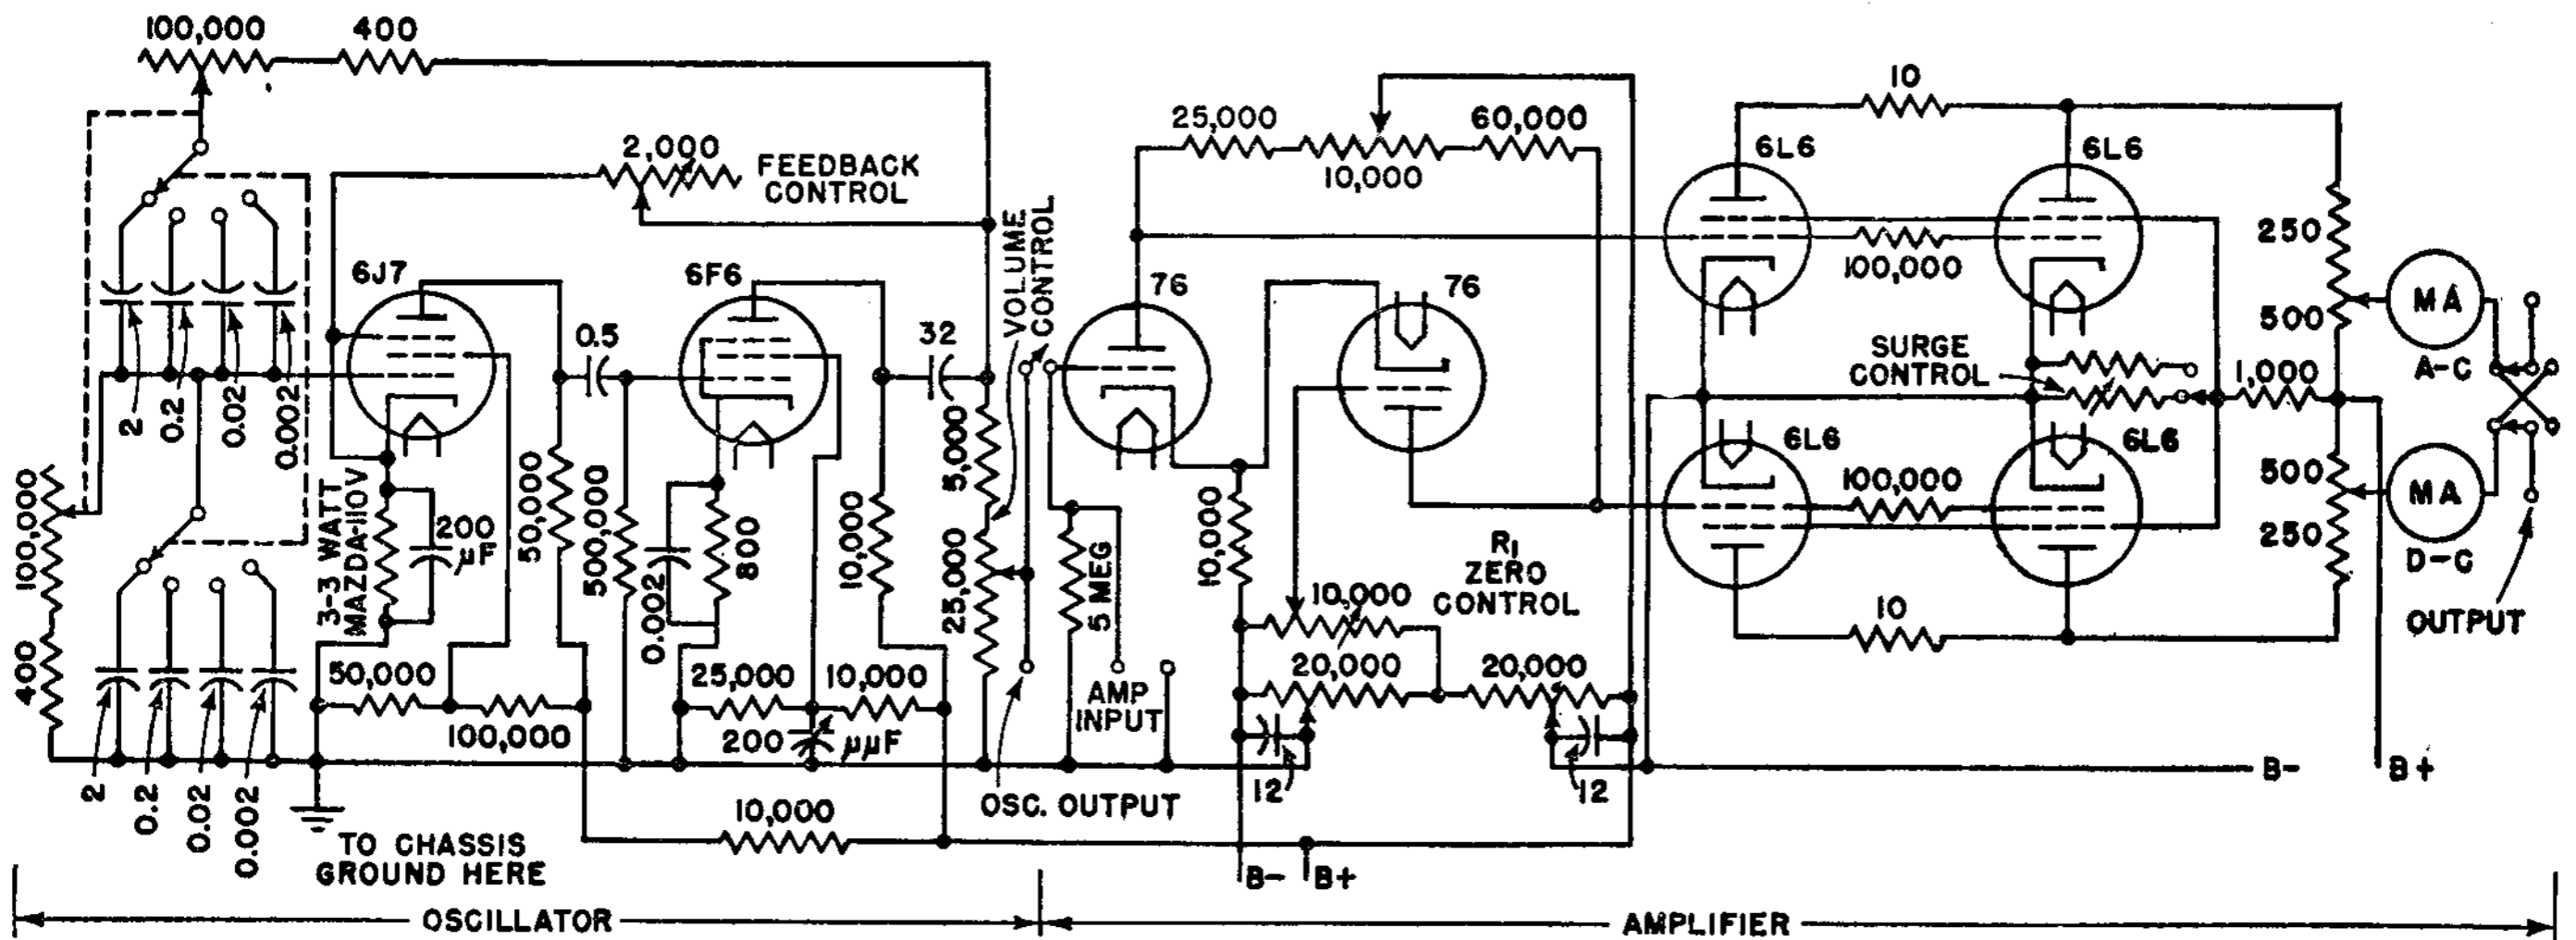 100,000
400
2,000
FEEDBACK
CONTROL
6J7
6F6
0.5
32
2
0.2
0.02
0.002
100,000
400
3-3 WATT
MAZDA-110V
200
μF
50,000
500,000
0.002
800
10,000
5,000
25,000
VOLUME
CONTROL
50,000
100,000
25,000
10,000
200
μμF
2
0.2
0.02
0.002
10,000
TO CHASSIS
GROUND HERE
OSC. OUTPUT
5 MEG
AMP
INPUT
25,000
10,000
60,000
76
76
10,000
R1
ZERO
CONTROL
10,000
20,000
20,000
12
12
B-
B+
10
6L6
6L6
100,000
SURGE
CONTROL
6L6
6L6
100,000
10
250
500
1,000
500
250
MA
A-C
MA
D-C
OUTPUT
B-
B+
OSCILLATOR
AMPLIFIER